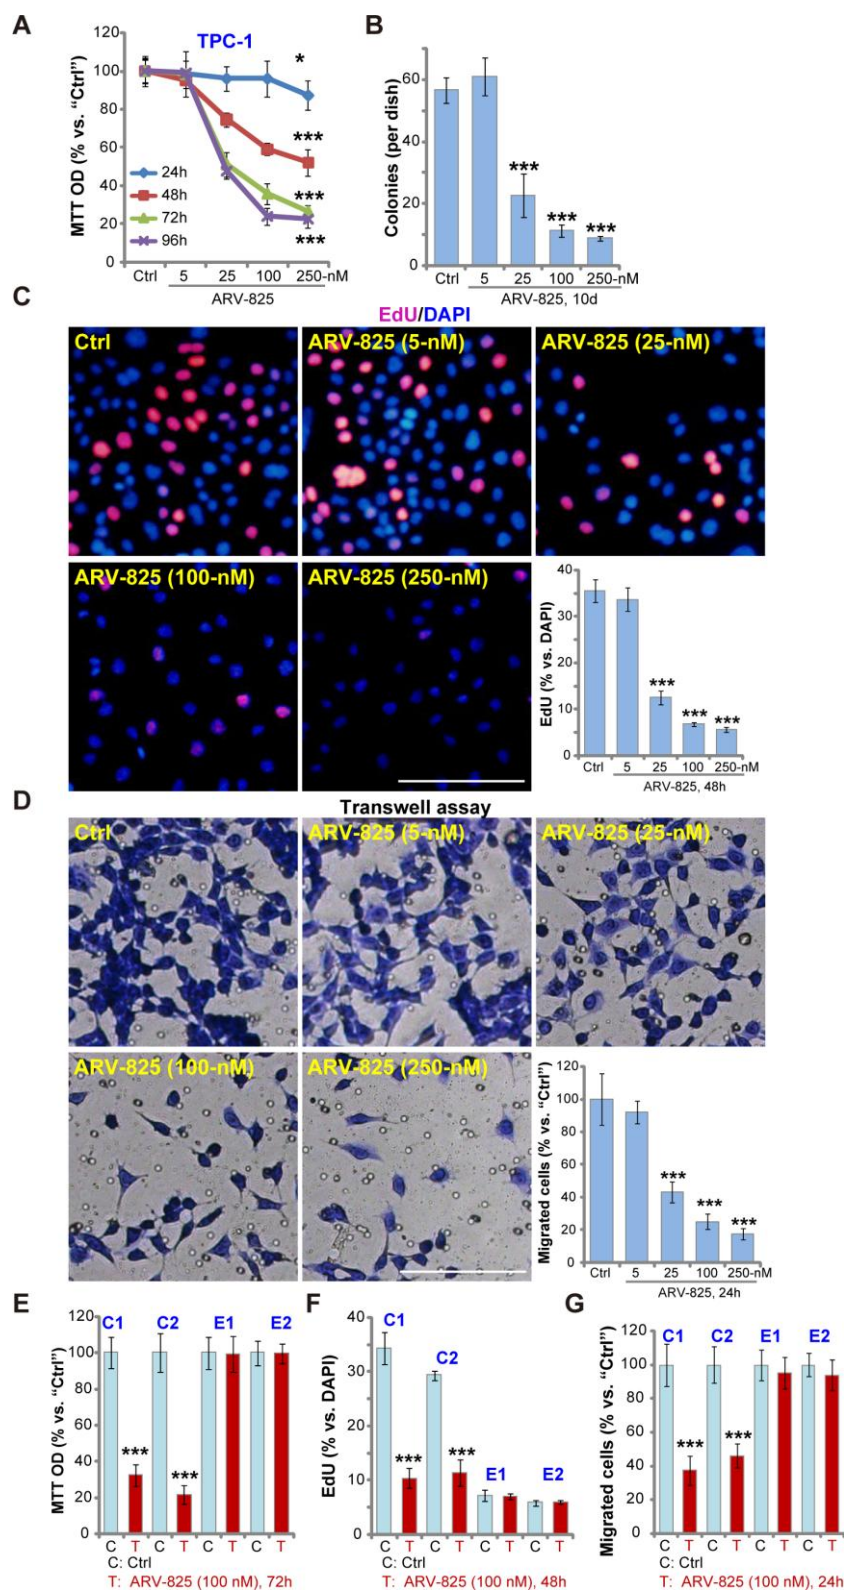 A
TPC-1
MTT OD (% vs. “Ctrl”)
120
100
80
60
40
20
0
*
***
***
***
24h
48h
72h
96h
Ctrl 5 25 100 250-nM
ARV-825
B
Colonies (per dish)
60
40
20
0
***
***
***
Ctrl 5 25 100 250-nM
ARV-825, 10d
C
EdU/DAPI
Ctrl
ARV-825 (5-nM)
ARV-825 (25-nM)
ARV-825 (100-nM)
ARV-825 (250-nM)
EdU (% vs. DAPI)
40
30
30
20
10
0
***
***
***
Ctrl 5 25 100 250-nM
ARV-825, 48h
D
Transwell assay
Ctrl
ARV-825 (5-nM)
ARV-825 (25-nM)
ARV-825 (100-nM)
ARV-825 (250-nM)
Migrated cells (% vs. “Ctrl”)
120
100
80
60
40
20
0
***
***
***
Ctrl 5 25 100 250-nM
ARV-825, 24h
E
MTT OD (% vs. “Ctrl”)
120
100
80
60
40
20
0
C1 C2 E1 E2
***
***
C T C T C T C T
C: Ctrl
T: ARV-825 (100 nM), 72h
F
EdU (% vs. DAPI)
40
30
20
10
0
C1
C2
E1 E2
*** ***
C T C T C T C T
C: Ctrl
T: ARV-825 (100 nM), 48h
G
Migrated cells (% vs. “Ctrl”)
120
100
80
60
40
20
0
C1 C2 E1 E2
*** ***
C T C T C T C T
C: Ctrl
T: ARV-825 (100 nM), 24h